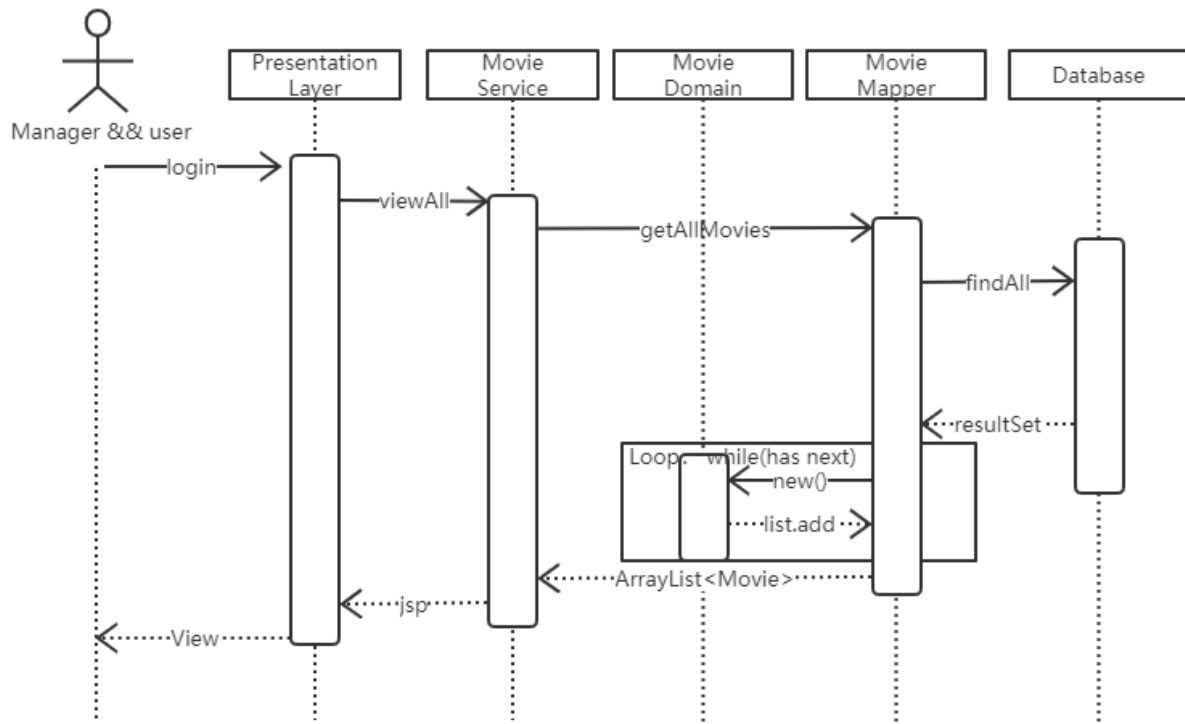 Presentation
Layer
Movie
Service
Movie
Domain
Movie
Mapper
Database
Manager && user
login
viewAll
getAllMovies
findAll
resultSet
Loop: while(has next)
new()
list.add
ArrayList<Movie>
jsp
View